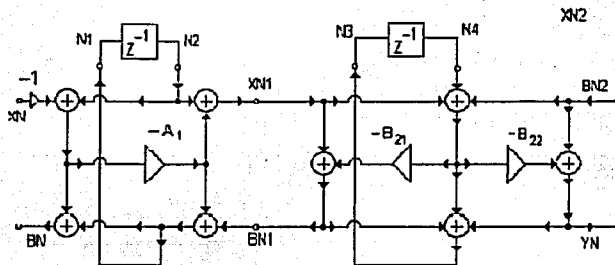 XN2
N1 Z⁻¹ N2
N3 Z⁻¹ N4
-1
XN
XN1
BN2
-A₁
-B₂₁
-B₂₂
BN
BN1
YN